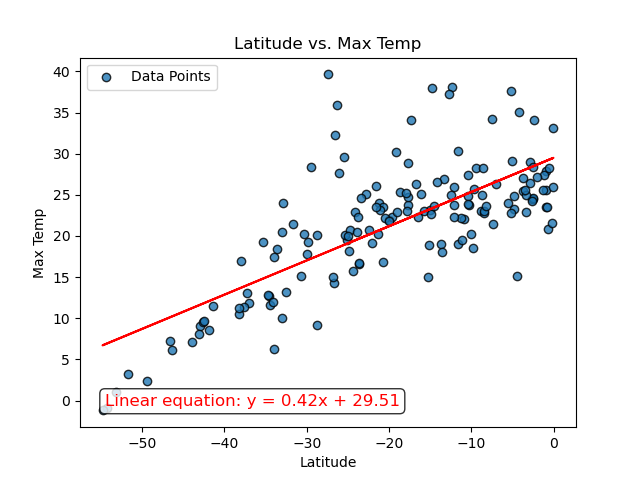 Latitude vs. Max Temp
Data Points
40
35
30
25
20
15
10
5
0
Max Temp
Linear equation: y = 0.42x + 29.51
−50 −40 −30 −20 −10 0
Latitude